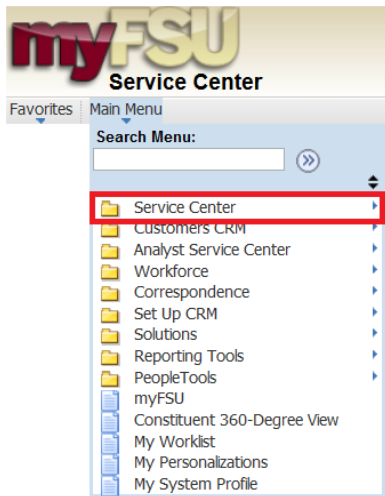 myFSU
Service Center
Favorites Main Menu
Search Menu:
Service Center
Customers CRM
Analyst Service Center
Workforce
Correspondence
Set Up CRM
Solutions
Reporting Tools
PeopleTools
myFSU
Constituent 360-Degree View
My Worklist
My Personalizations
My System Profile